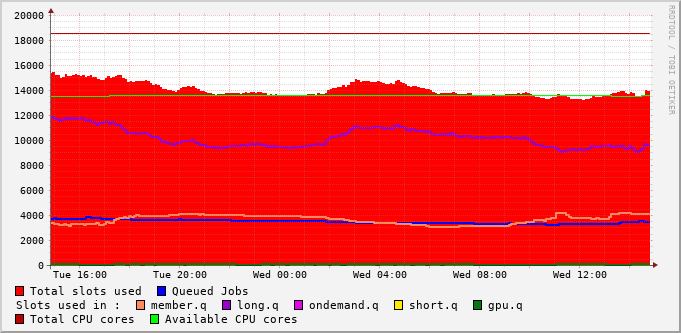 20000
18000
16000
14000
12000
10000
8000
6000
4000
2000
0
Tue 16:00 Tue 20:00 Wed 00:00 Wed 04:00 Wed 08:00 Wed 12:00
RRDTOOL / TOBI OETIKER
Total slots used Queued Jobs
Slots used in : member.q long.q ondemand.q short.q gpu.q
Total CPU cores Available CPU cores